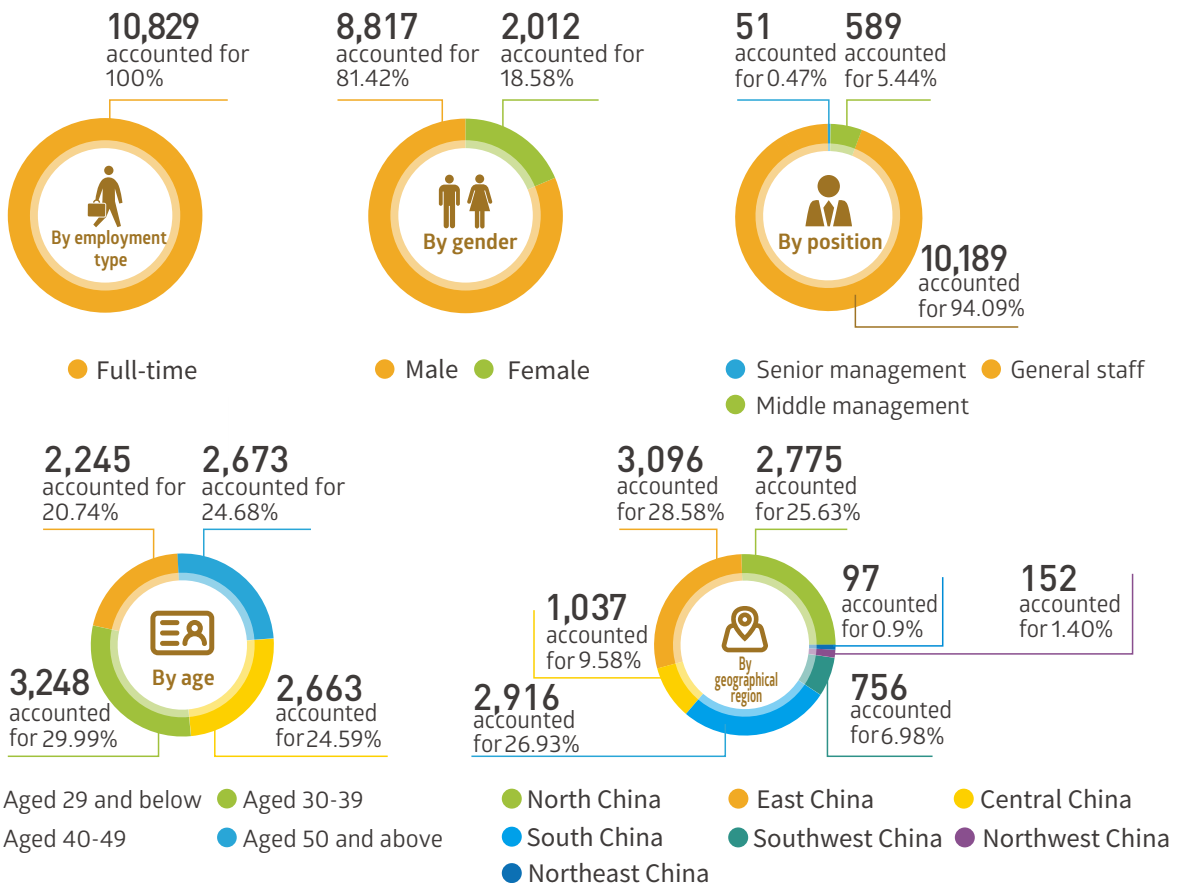 10,829
accounted for
100%
By employment
type
Full-time
8,817
accounted for
81.42%
2,012
accounted for
18.58%
By gender
Male Female
51
accounted
for 0.47%
589
accounted
for 5.44%
By position
10,189
accounted
for 94.09%
Senior management General staff
Middle management
2,245
accounted for
20.74%
2,673
accounted for
24.68%
By age
3,248
accounted
for 29.99%
2,663
accounted
for 24.59%
Aged 29 and below Aged 30-39
Aged 40-49 Aged 50 and above
3,096
accounted
for 28.58%
2,775
accounted
for 25.63%
1,037
accounted
for 9.58%
97
accounted
for 0.9%
152
accounted
for 1.40%
By
geographical
region
2,916
accounted
for 26.93%
756
accounted
for 6.98%
North China East China Central China
South China Southwest China Northwest China
Northeast China